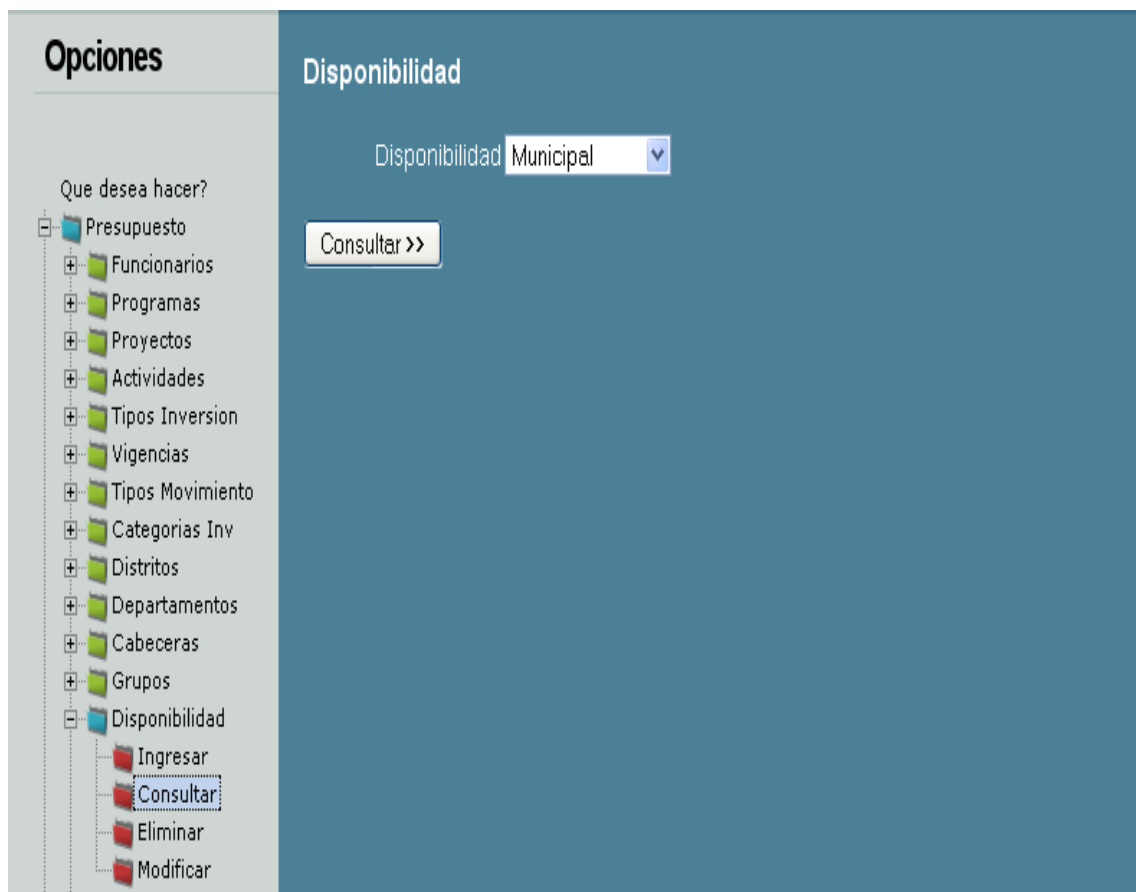 Opciones
Que desea hacer?
Presupuesto
Funcionarios
Programas
Proyectos
Actividades
Tipos Inversion
Vigencias
Tipos Movimiento
Categorias Inv
Distritos
Departamentos
Cabeceras
Grupos
Disponibilidad
Ingresar
Consultar
Eliminar
Modificar
Disponibilidad
Disponibilidad Municipal
Consultar >>